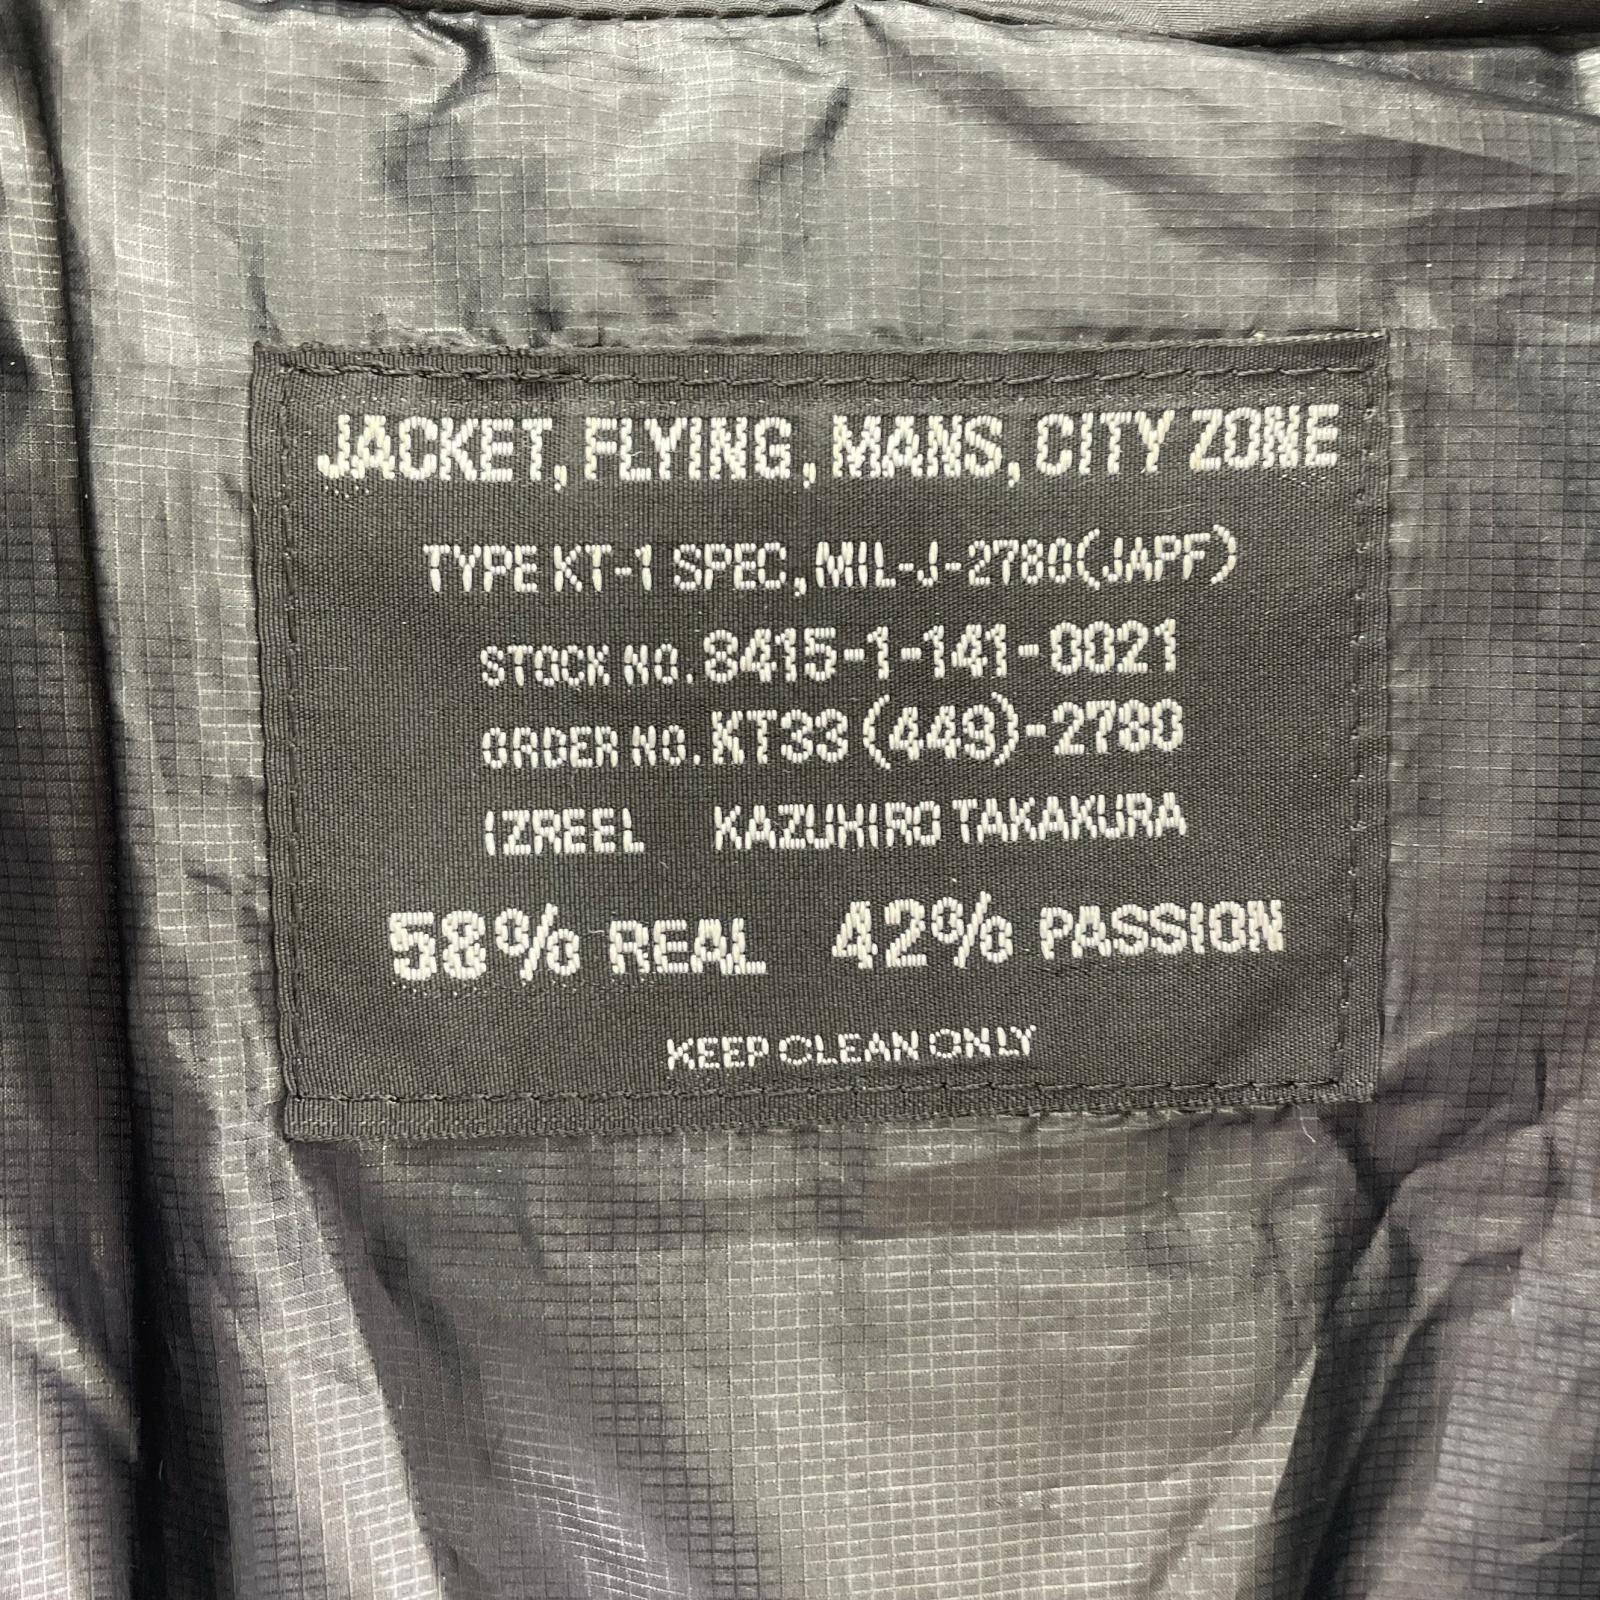 JACKET, FLYING, MANS, CITY ZONE
TYPE KT-1 SPEC, MIL-J-2780(JAPF)
STOCK NO. 8415-1-141-0021
ORDER NO. KT33 (449)-2780
IZREEL KAZUHIRO TAKAKURA
58% REAL 42% PASSION
KEEP CLEAN ONLY